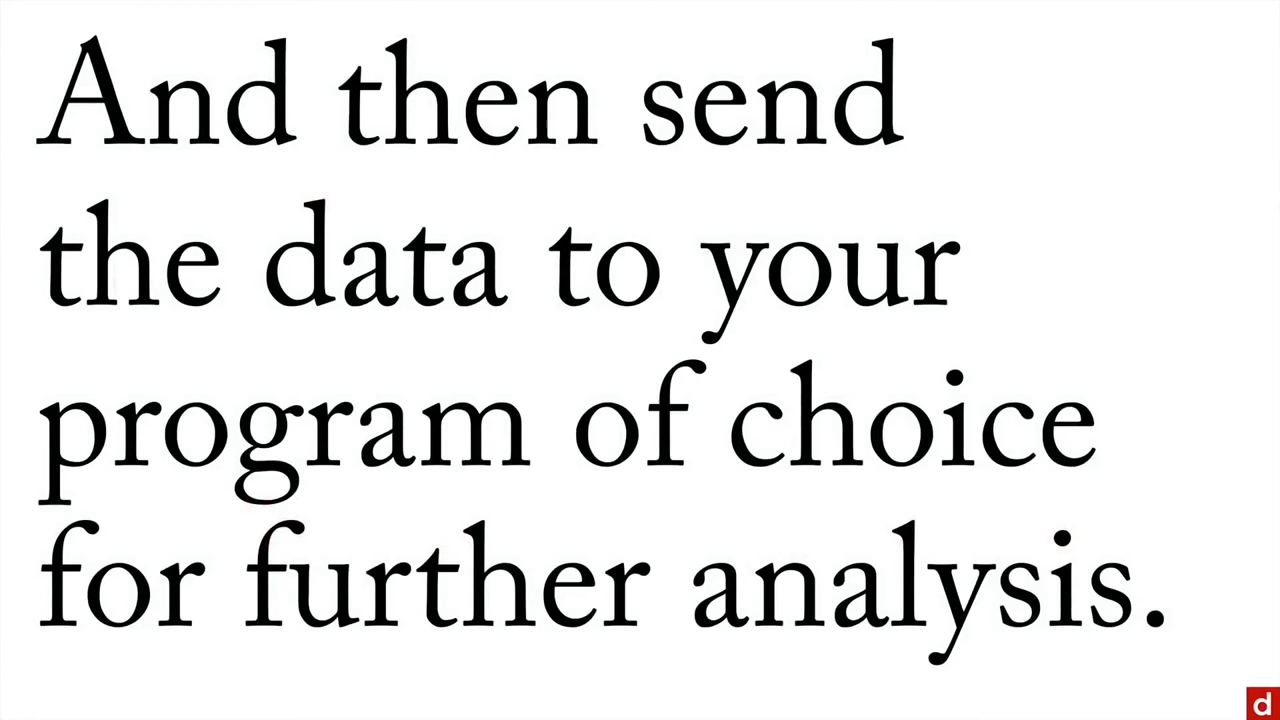 And then send
the data to your
program of choice
for further analysis.
d